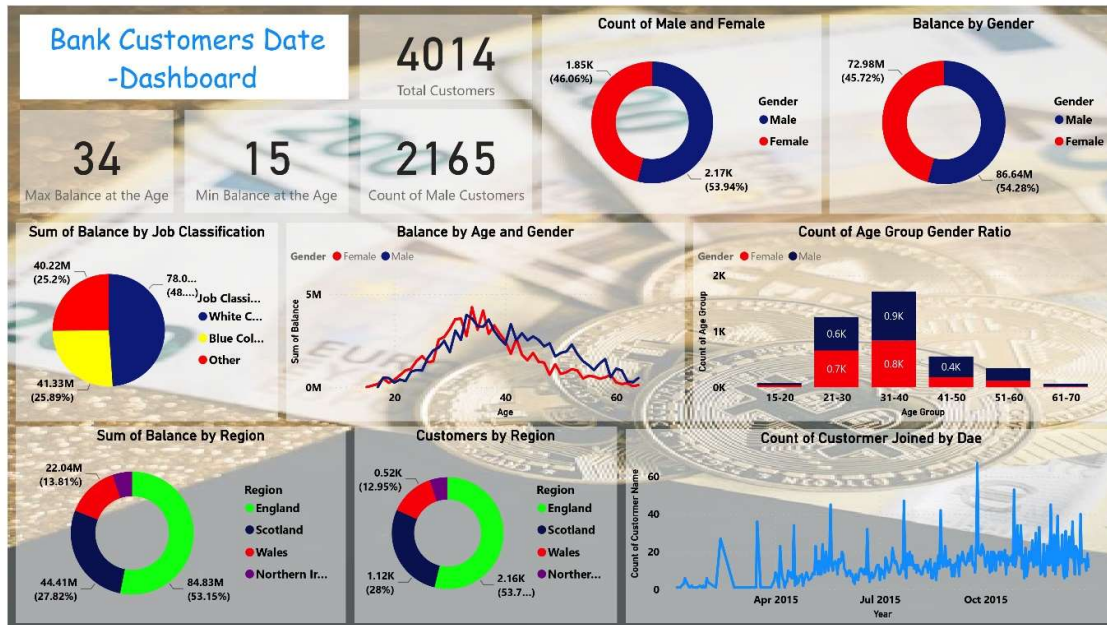 Bank Customers Date
-Dashboard
4014
Total Customers
34
Max Balance at the Age
15
Min Balance at the Age
2165
Count of Male Customers
Count of Male and Female
1.85K
(46.06%)
2.17K
(53.94%)
Gender
Male
Female
Balance by Gender
72.98M
(45.72%)
86.64M
(54.28%)
Gender
Male
Female
Sum of Balance by Job Classification
40.22M
(25.2%)
78.0...
(48....)
41.33M
(25.89%)
Job Classi...
White C...
Blue Col...
Other
Balance by Age and Gender
Gender Female Male
Sum of Balance
5M
0M
20 40 60
Age
Count of Age Group Gender Ratio
Gender Female Male
Count of Age Group
2K
1K
0K
0.6K
0.7K
0.9K
0.8K
0.4K
15-20 21-30 31-40 41-50 51-60 61-70
Age Group
Sum of Balance by Region
22.04M
(13.81%)
44.41M
(27.82%)
84.83M
(53.15%)
Region
England
Scotland
Wales
Northern Ir...
Customers by Region
0.52K
(12.95%)
1.12K
(28%)
2.16K
(53.7...)
Region
England
Scotland
Wales
Norther...
Count of Custormer Joined by Dae
Count of Custormer Name
60
40
20
0
Apr 2015 Jul 2015 Oct 2015
Year